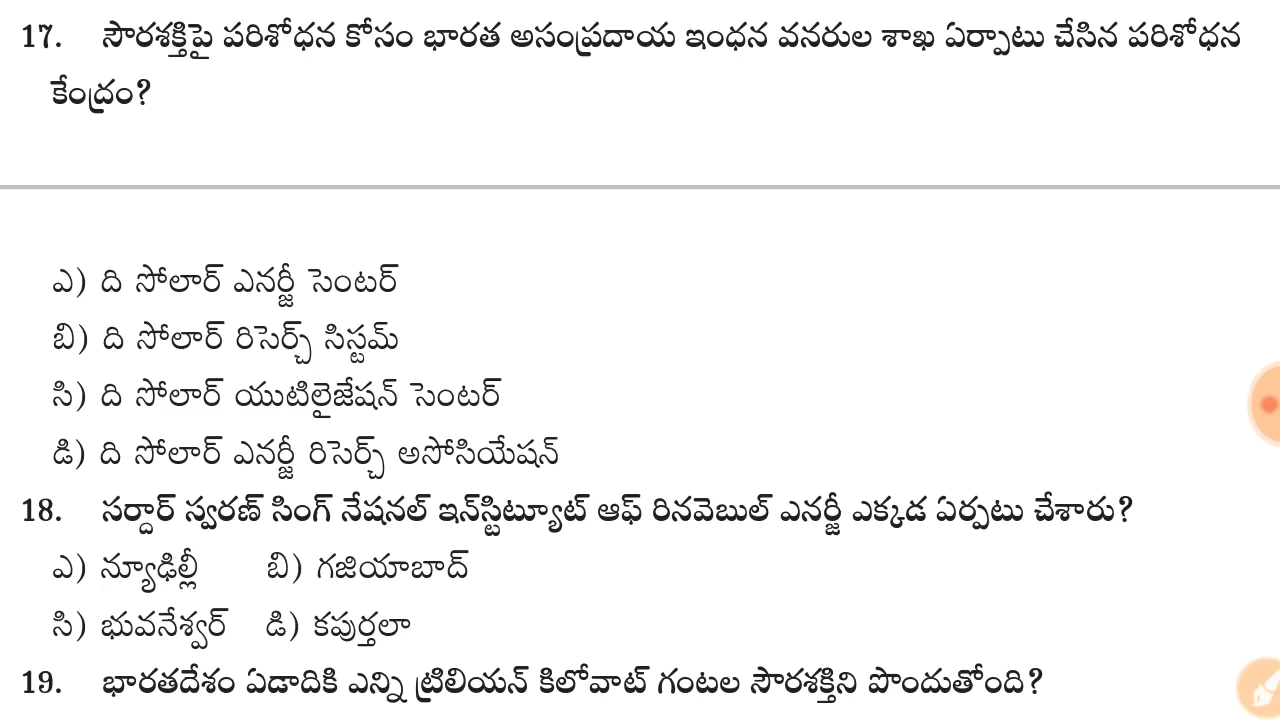 17. సౌరశక్తిపై పరిశోధన కోసం భారత అసంప్రదాయ ఇంధన వనరుల శాఖ ఏర్పాటు చేసిన పరిశోధన
కేంద్రం?
ఎ) ది సోలార్ ఎనర్జీ సెంటర్
బి) ది సోలార్ రిసెర్చ్ సిస్టమ్
సి) ది సోలార్ యుటిలైజేషన్ సెంటర్
డి) ది సోలార్ ఎనర్జీ రిసెర్చ్ అసోసియేషన్
18. సర్దార్ స్వరణ్ సింగ్ నేషనల్ ఇన్‌స్టిట్యూట్ ఆఫ్ రినవెబుల్ ఎనర్జీ ఎక్కడ ఏర్పటు చేశారు?
ఎ) న్యూఢిల్లీ బి) గజియాబాద్
సి) భువనేశ్వర్ డి) కపుర్తలా
19. భారతదేశం ఏడాదికి ఎన్ని ట్రిలియన్ కిలోవాట్ గంటల సౌరశక్తిని పొందుతోంది?